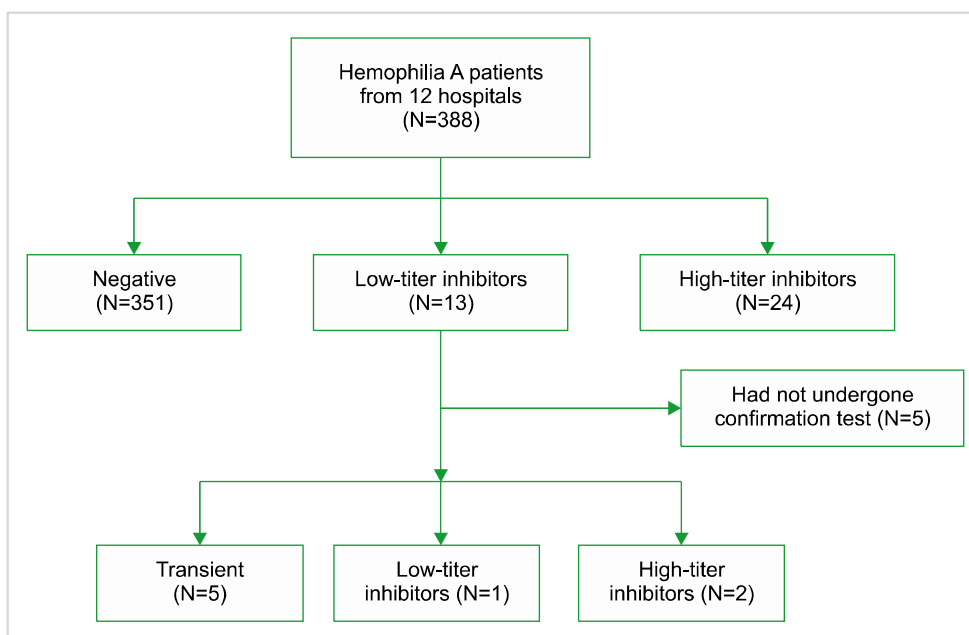 Hemophilia A patients
from 12 hospitals
(N=388)
Negative
(N=351)
Low-titer inhibitors
(N=13)
High-titer inhibitors
(N=24)
Had not undergone
confirmation test (N=5)
Transient
(N=5)
Low-titer
inhibitors (N=1)
High-titer
inhibitors (N=2)